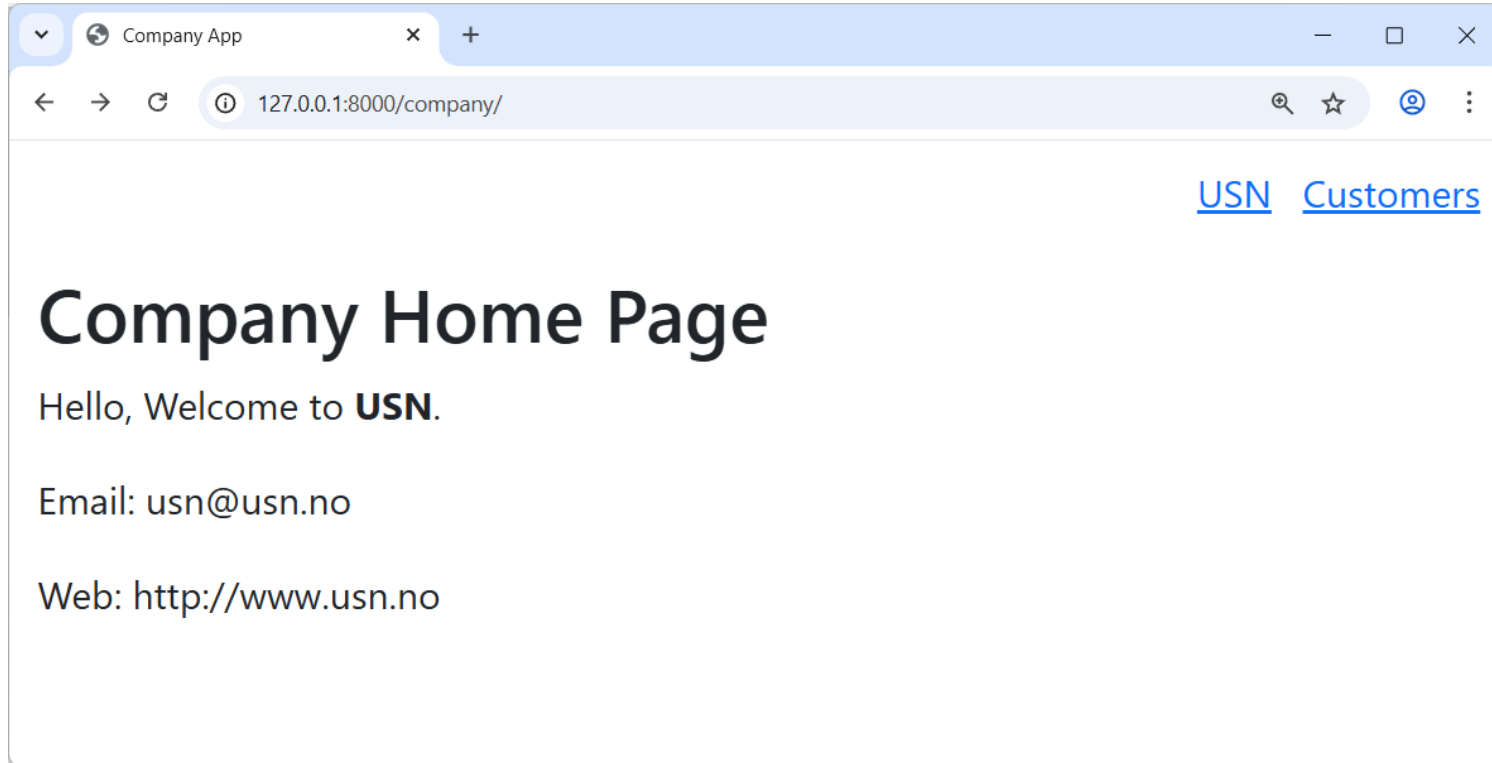 Company App
127.0.0.1:8000/company/
USN Customers
Company Home Page
Hello, Welcome to USN.
Email: usn@usn.no
Web: http://www.usn.no